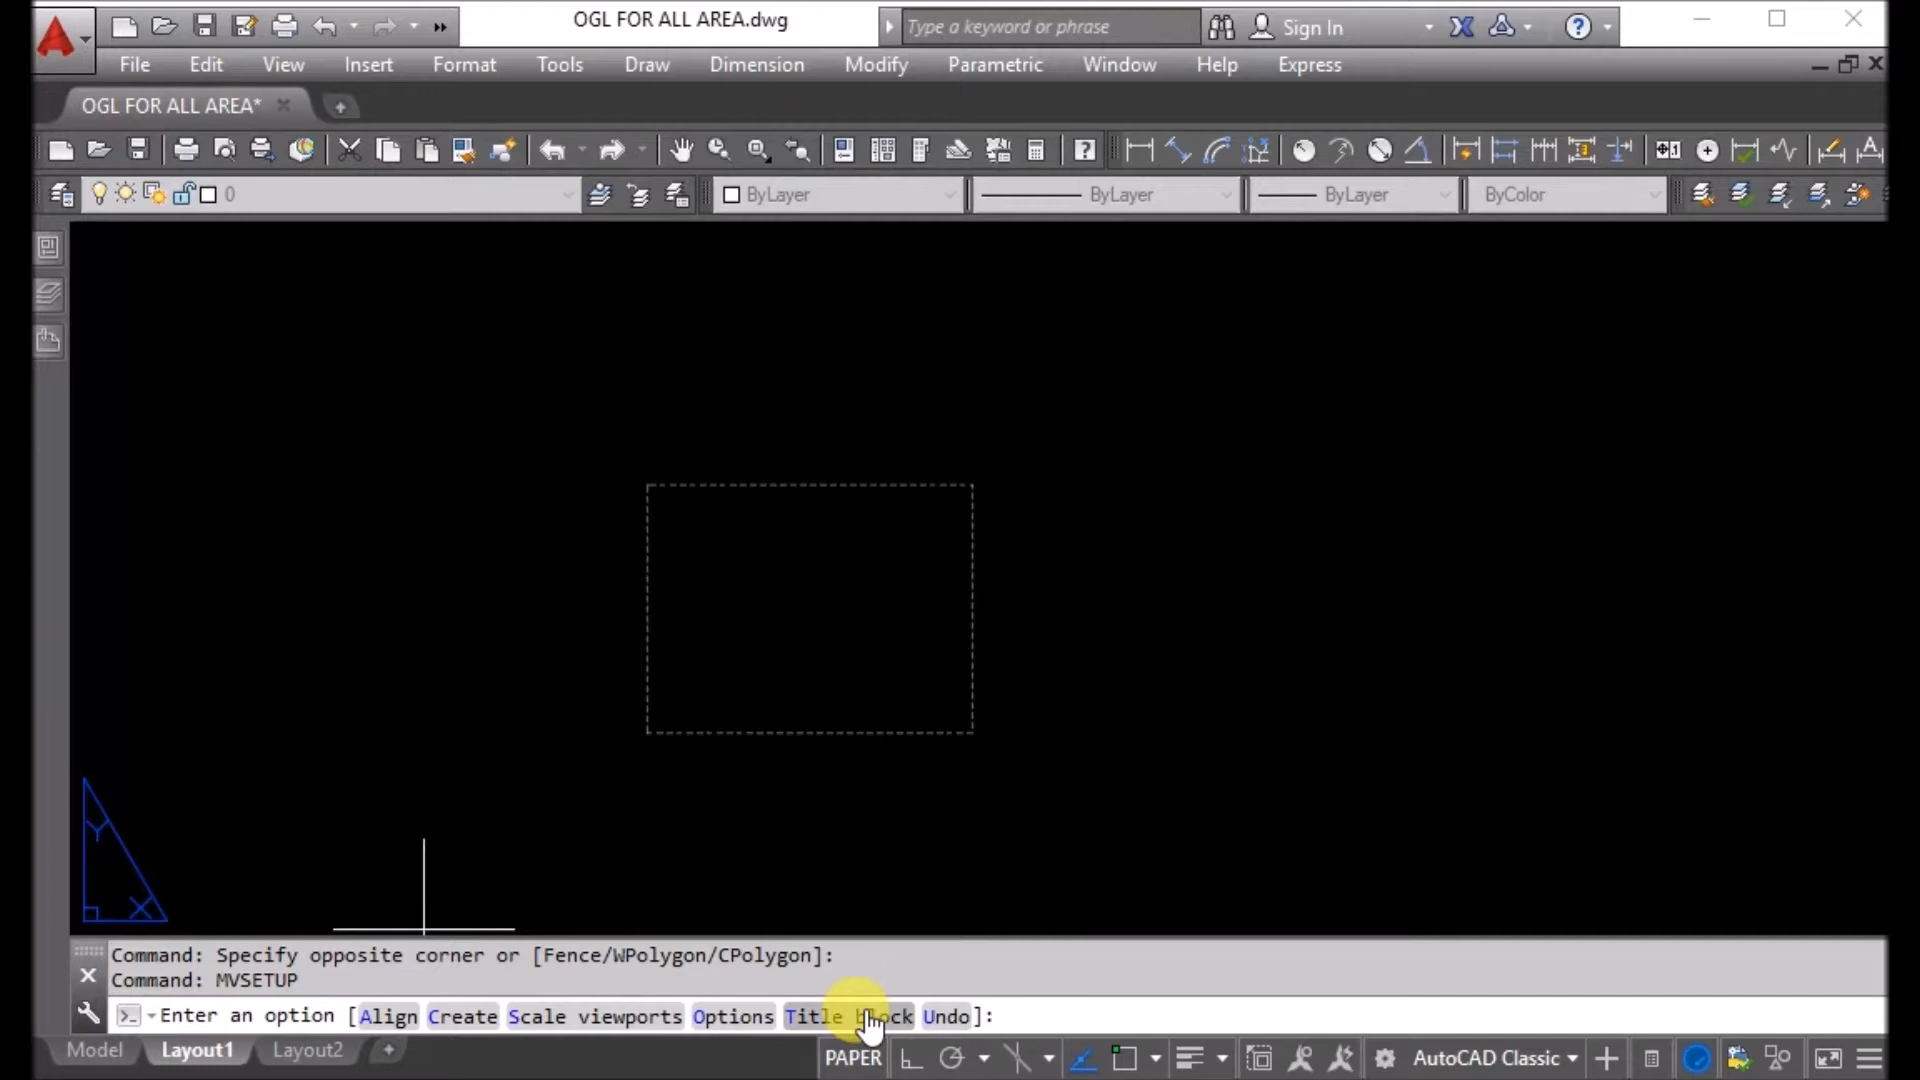 OGL FOR ALL AREA.dwg
Type a keyword or phrase
Sign In
File Edit View Insert Format Tools Draw Dimension Modify Parametric Window Help Express
OGL FOR ALL AREA*
0 ByLayer ByLayer ByLayer ByColor
Y
X
Command: Specify opposite corner or [Fence/WPolygon/CPolygon]:
Command: MVSETUP
Enter an option [Align Create Scale viewports Options Title block Undo]:
Model Layout1 Layout2 + PAPER AutoCAD Classic